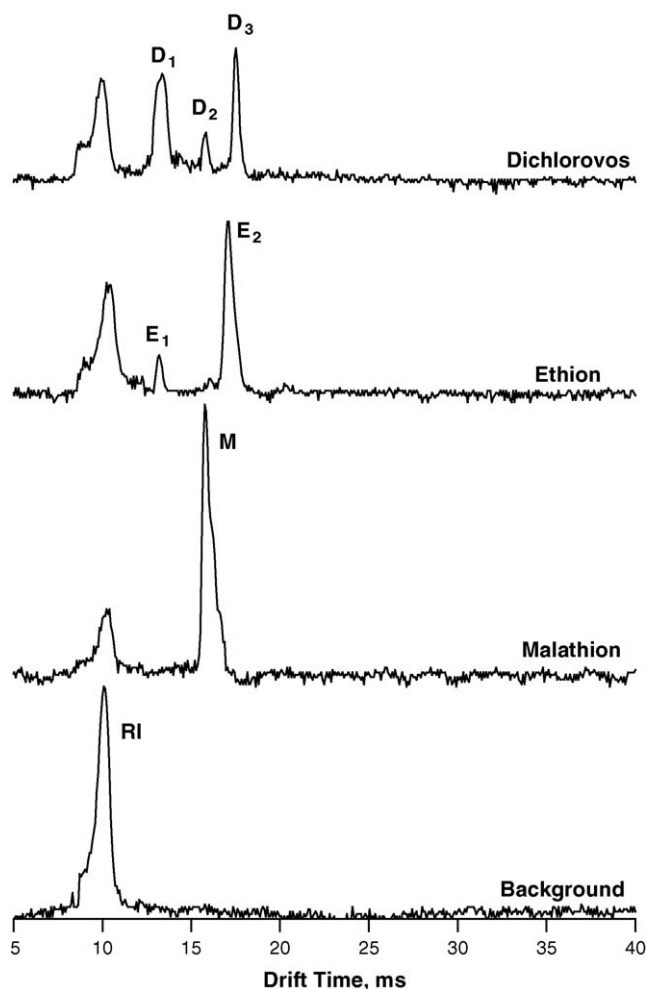 D3
D1
D2
Dichlorovos
E2
E1
Ethion
M
Malathion
RI
Background
5 10 15 20 25 30 35 40
Drift Time, ms